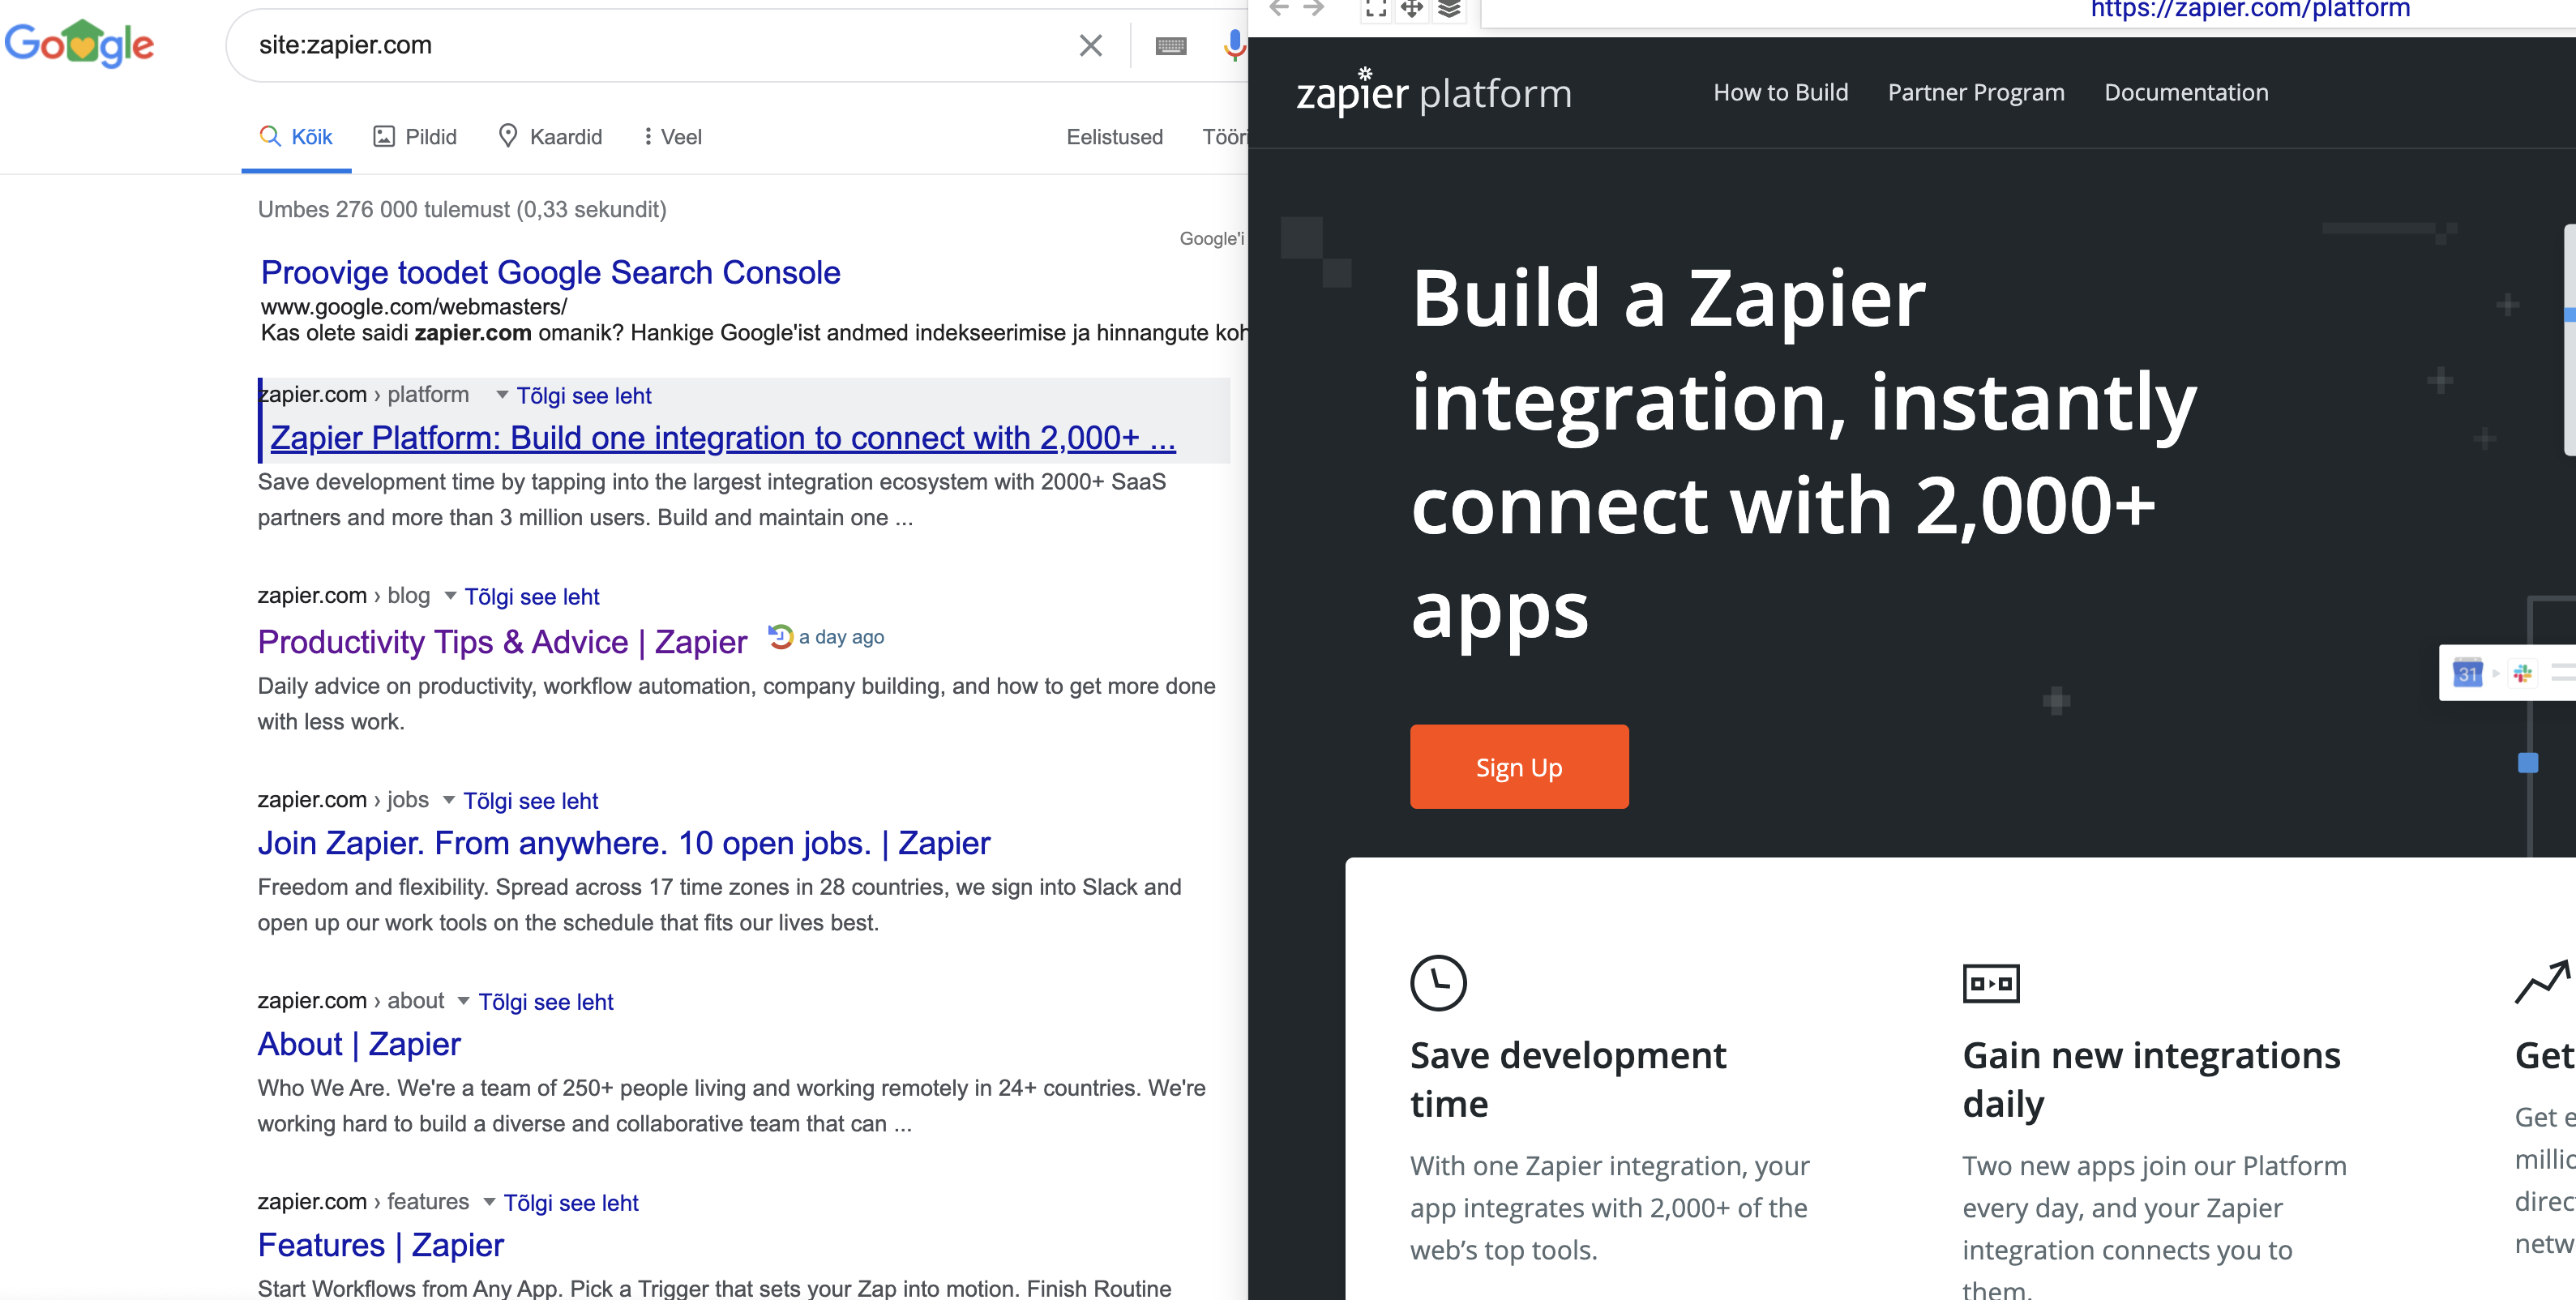 Google
site:zapier.com
Kõik
Pildid
Kaardid
Veel
Eelistused
Umbes 276 000 tulemust (0,33 sekundit)
Google'i
Proovige toodet Google Search Console
www.google.com/webmasters/
Kas olete saidi zapier.com omanik? Hankige Google'ist andmed indekseerimise ja hinnangute
zapier.com › platform Tõlgi see leht
Zapier Platform: Build one integration to connect with 2,000+ ...
Save development time by tapping into the largest integration ecosystem with 2000+ SaaS
partners and more than 3 million users. Build and maintain one ...
zapier.com › blog Tõlgi see leht
Productivity Tips & Advice | Zapier a day ago
Daily advice on productivity, workflow automation, company building, and how to get more done
with less work.
zapier.com › jobs Tõlgi see leht
Join Zapier. From anywhere. 10 open jobs. | Zapier
Freedom and flexibility. Spread across 17 time zones in 28 countries, we sign into Slack and
open up our work tools on the schedule that fits our lives best.
zapier.com › about Tõlgi see leht
About | Zapier
Who We Are. We're a team of 250+ people living and working remotely in 24+ countries. We're
working hard to build a diverse and collaborative team that can ...
zapier.com › features Tõlgi see leht
Features | Zapier
Start Workflows from Any App. Pick a Trigger that sets your Zap into motion. Finish Routine
https://zapier.com/platform
zapier platform
How to Build
Partner Program
Documentation
Build a Zapier
integration, instantly
connect with 2,000+
apps
31
Sign Up
Save development
time
With one Zapier integration, your
app integrates with 2,000+ of the
web's top tools.
Gain new integrations
daily
Two new apps join our Platform
every day, and your Zapier
integration connects you to
them.
Get
Get